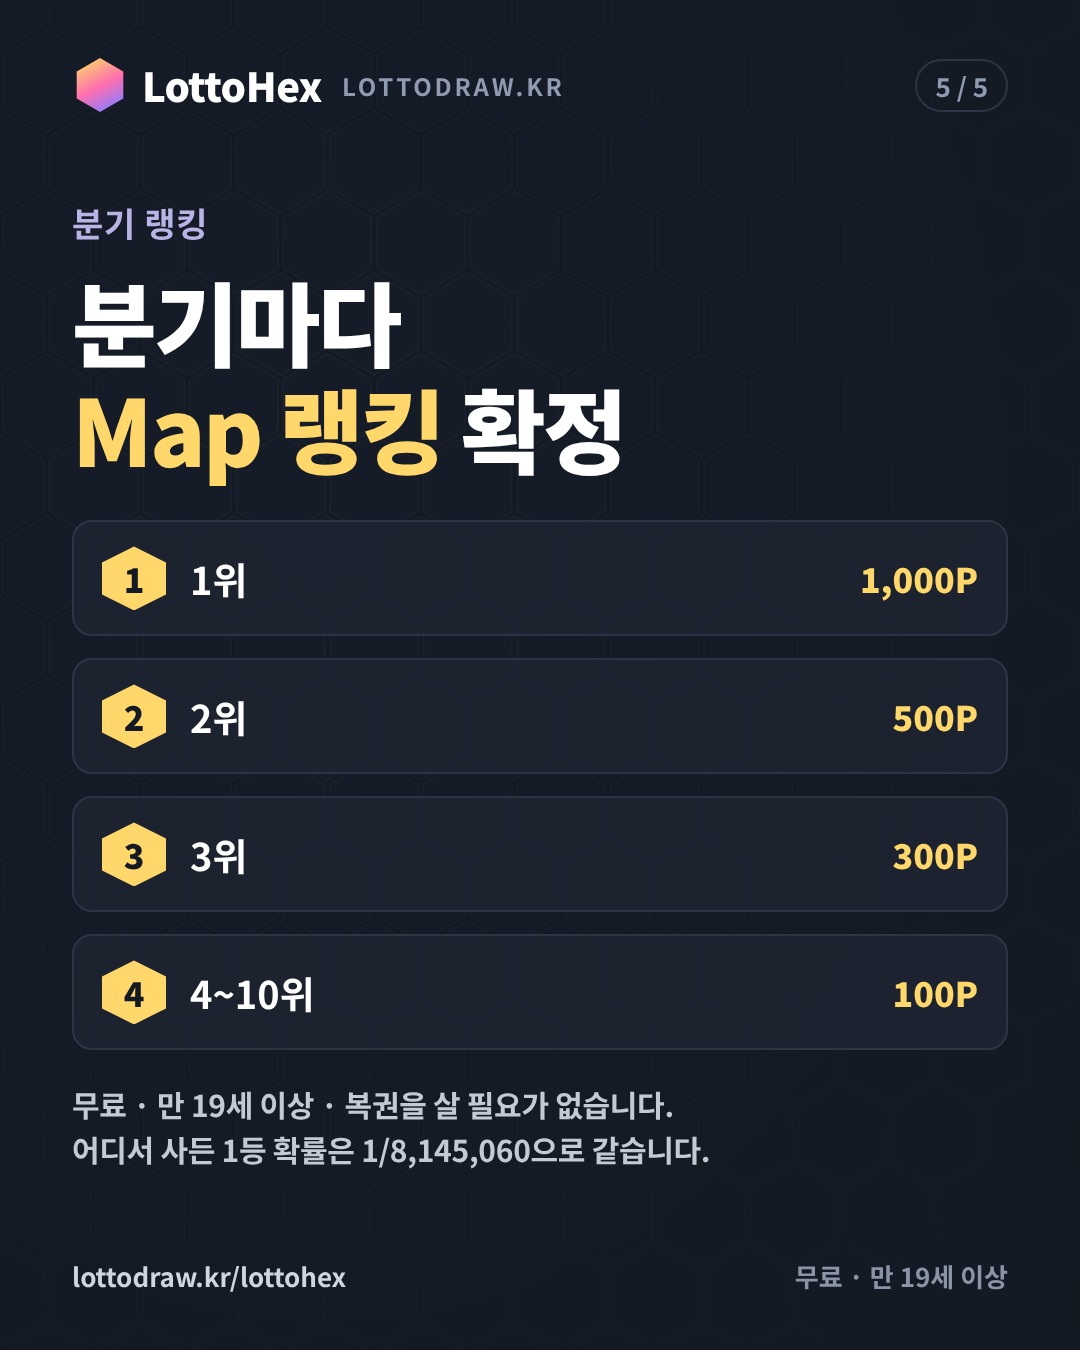 LottoHex LOTTODRAW.KR 5 / 5
분기 랭킹
분기마다
Map 랭킹 확정
1 1위 1,000P
2 2위 500P
3 3위 300P
4 4~10위 100P
무료 · 만 19세 이상 · 복권을 살 필요가 없습니다.
어디서 사든 1등 확률은 1/8,145,060으로 같습니다.
lottodraw.kr/lottohex 무료 · 만 19세 이상